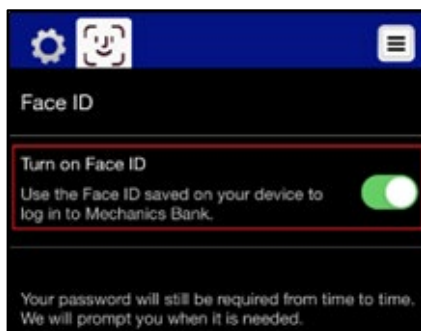 Face ID
Turn on Face ID
Use the Face ID saved on your device to
log in to Mechanics Bank.
Your password will still be required from time to time.
We will prompt you when it is needed.